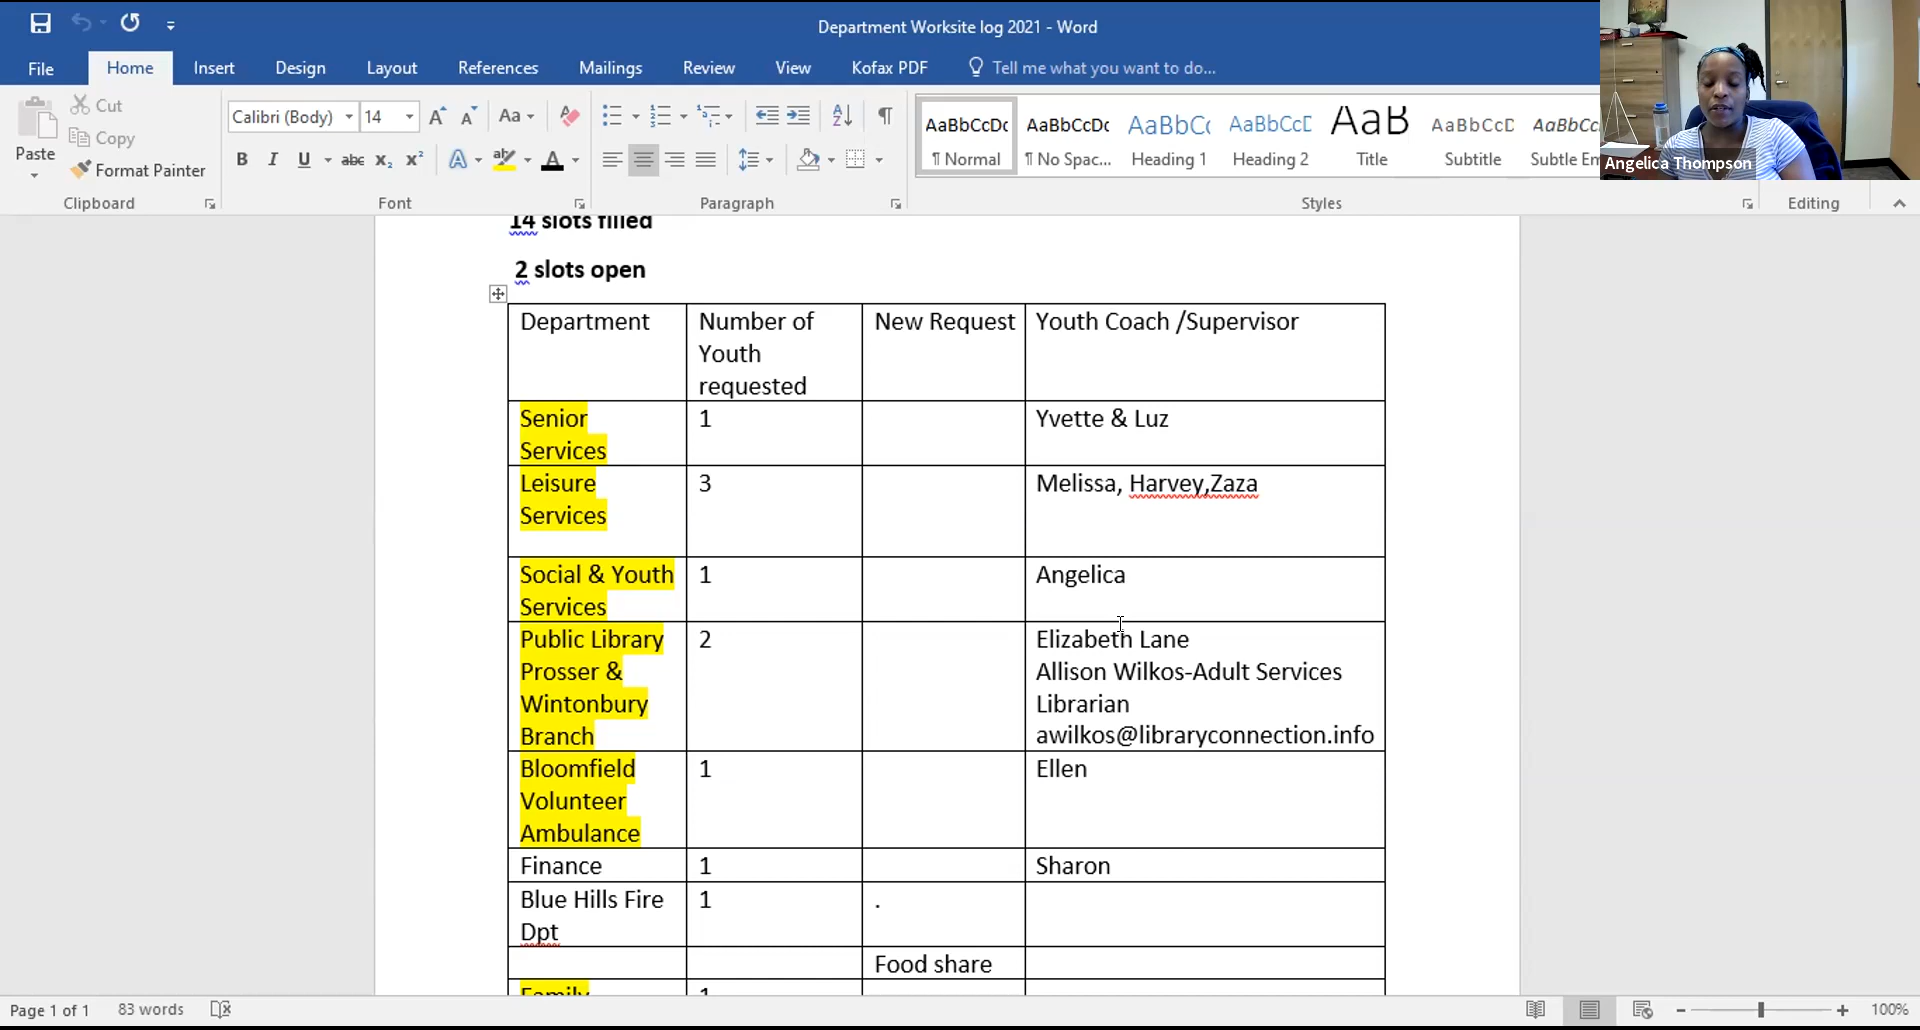 Department Worksite log 2021 - Word
File Home Insert Design Layout References Mailings Review View Kofax PDF Tell me what you want to do...
Angelica Thompson
Paste
Cut
Copy
Format Painter
Clipboard
Calibri (Body) 14
Font
Paragraph
AaBbCcDc AaBbCcDc AaBbC AaBbCcD AaB AaBbCcD AaBbCc
¶ Normal ¶ No Spac... Heading 1 Heading 2 Title Subtitle Subtle Em
Styles
Editing
14 slots filled
2 slots open
Department
Number of
Youth
requested
New Request
Youth Coach /Supervisor
Senior
Services
1
Yvette & Luz
Leisure
Services
3
Melissa, Harvey,Zaza
Social & Youth
Services
1
Angelica
Public Library
Prosser &
Wintonbury
Branch
2
Elizabeth Lane
Allison Wilkos-Adult Services
Librarian
awilkos@libraryconnection.info
Bloomfield
Volunteer
Ambulance
1
Ellen
Finance
1
Sharon
Blue Hills Fire
Dpt
1
.
Food share
Family
1
Page 1 of 1 83 words
100%